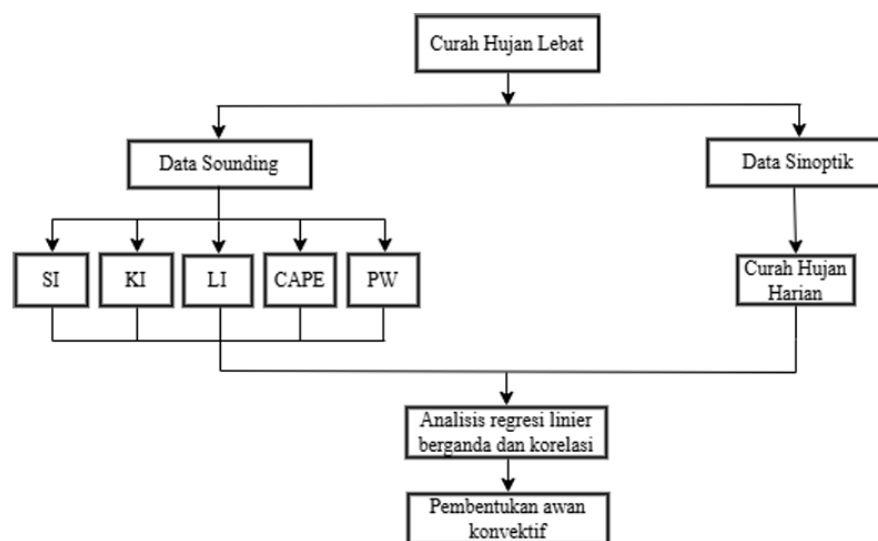 Curah Hujan Lebat
Data Sounding
Data Sinoptik
SI
KI
LI
CAPE
PW
Curah Hujan
Harian
Analisis regresi linier
berganda dan korelasi
Pembentukan awan
konvektif